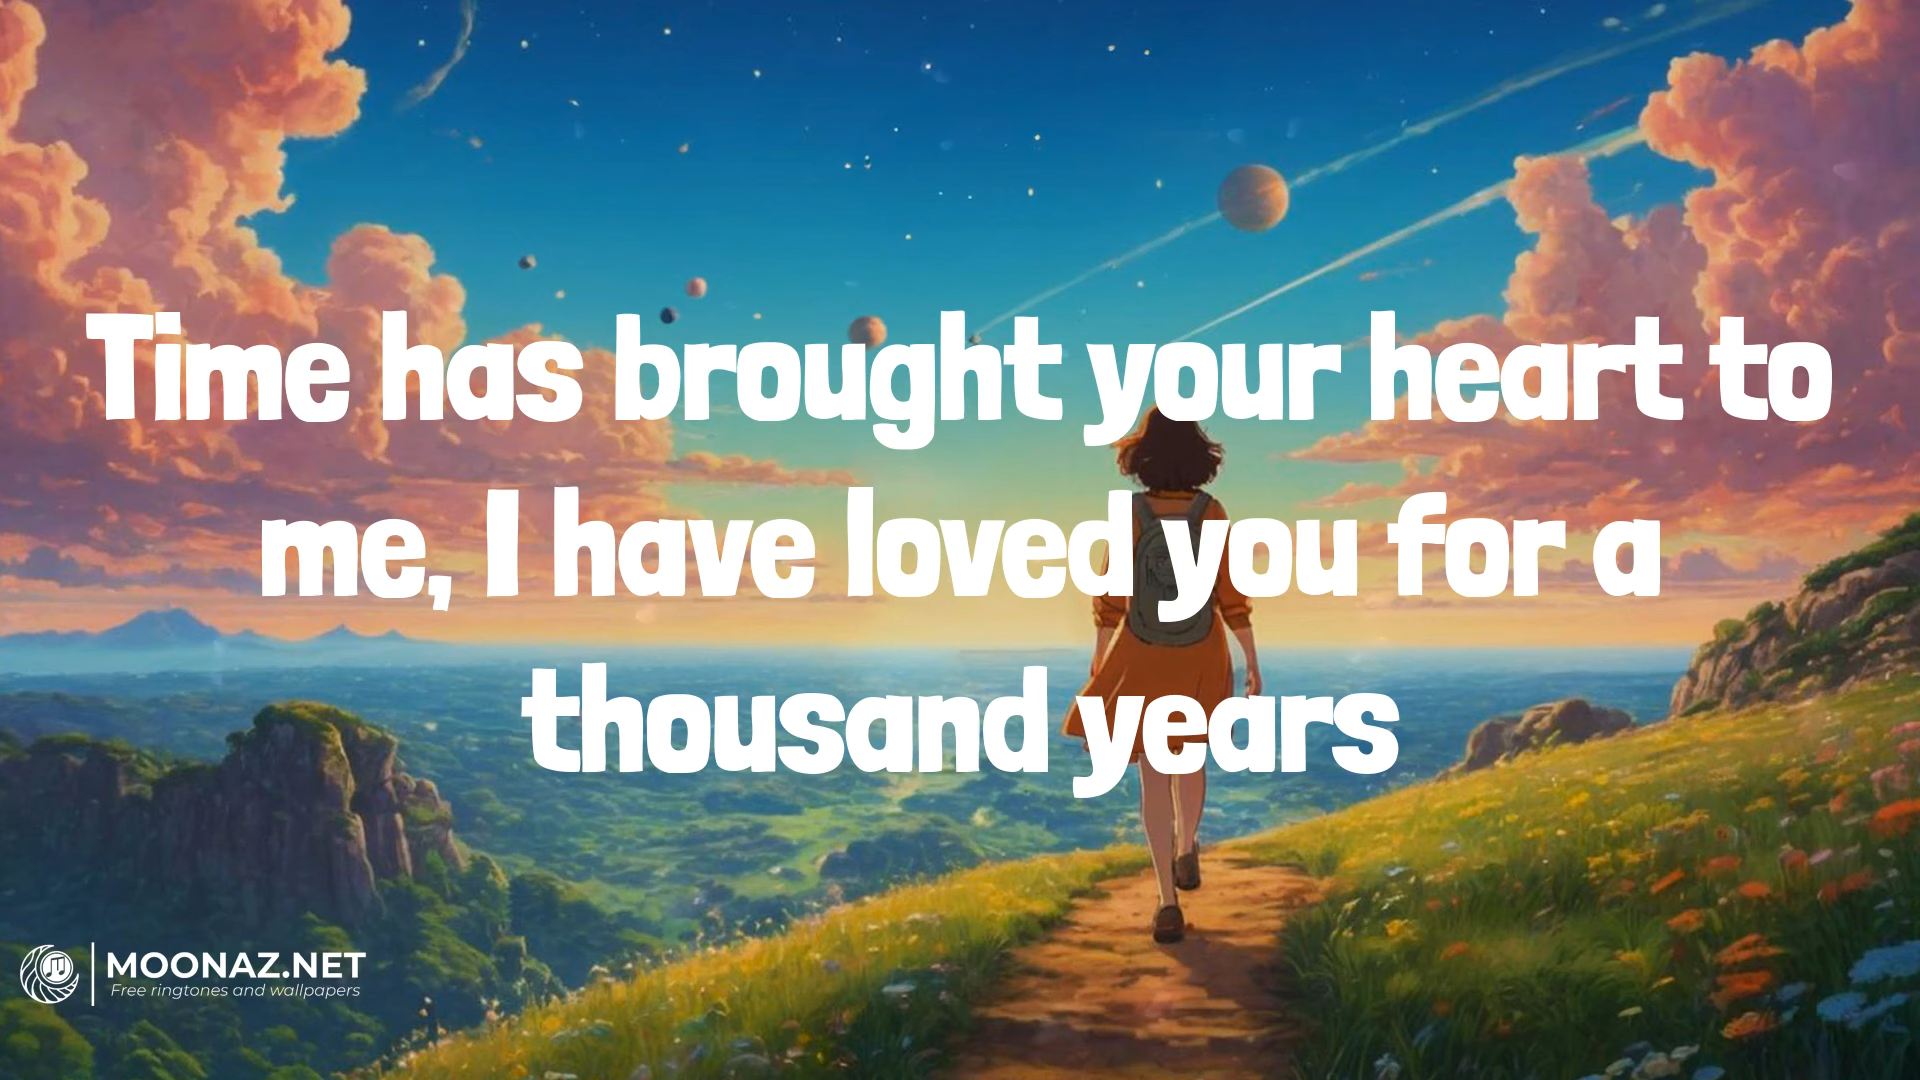 Time has brought your heart to
me, I have loved you for a
thousand years
MOONAZ.NET
Free ringtones and wallpapers